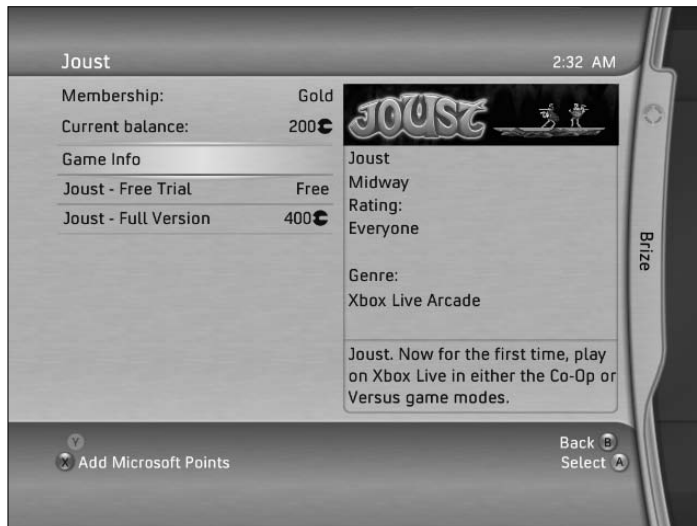 Joust 2:32 AM
Membership: Gold
Current balance: 200
Game Info
Joust - Free Trial Free
Joust - Full Version 400
JOUST
Joust
Midway
Rating:
Everyone
Genre:
Xbox Live Arcade
Joust. Now for the first time, play
on Xbox Live in either the Co-Op or
Versus game modes.
Brize
Y
X Add Microsoft Points
Back B
Select A